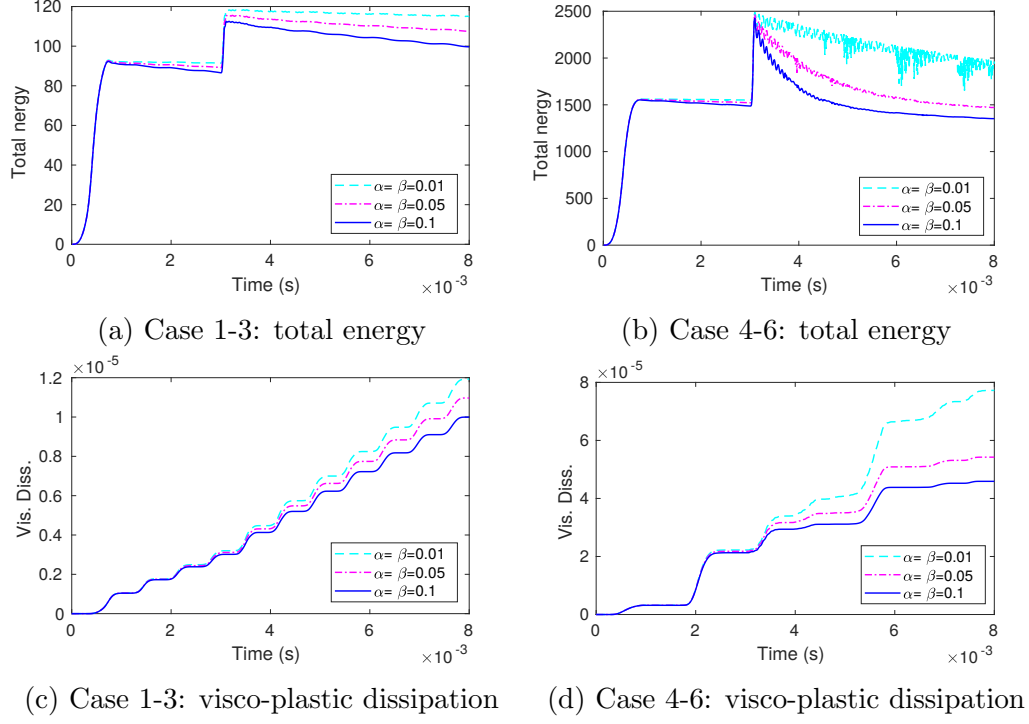 120
100
80
60
40
20
0
Total nergy
0 2 4 6 8
Time (s) ×10⁻³
α= β=0.01
α= β=0.05
α= β=0.1
(a) Case 1-3: total energy
2500
2000
1500
1000
500
0
Total nergy
0 2 4 6 8
Time (s) ×10⁻³
α= β=0.01
α= β=0.05
α= β=0.1
(b) Case 4-6: total energy
×10⁻⁵
1.2
1
0.8
0.6
0.4
0.2
0
Vis. Diss.
0 2 4 6 8
Time (s) ×10⁻³
α= β=0.01
α= β=0.05
α= β=0.1
(c) Case 1-3: visco-plastic dissipation
×10⁻⁵
8
6
4
2
0
Vis. Diss.
0 2 4 6 8
Time (s) ×10⁻³
α= β=0.01
α= β=0.05
α= β=0.1
(d) Case 4-6: visco-plastic dissipation